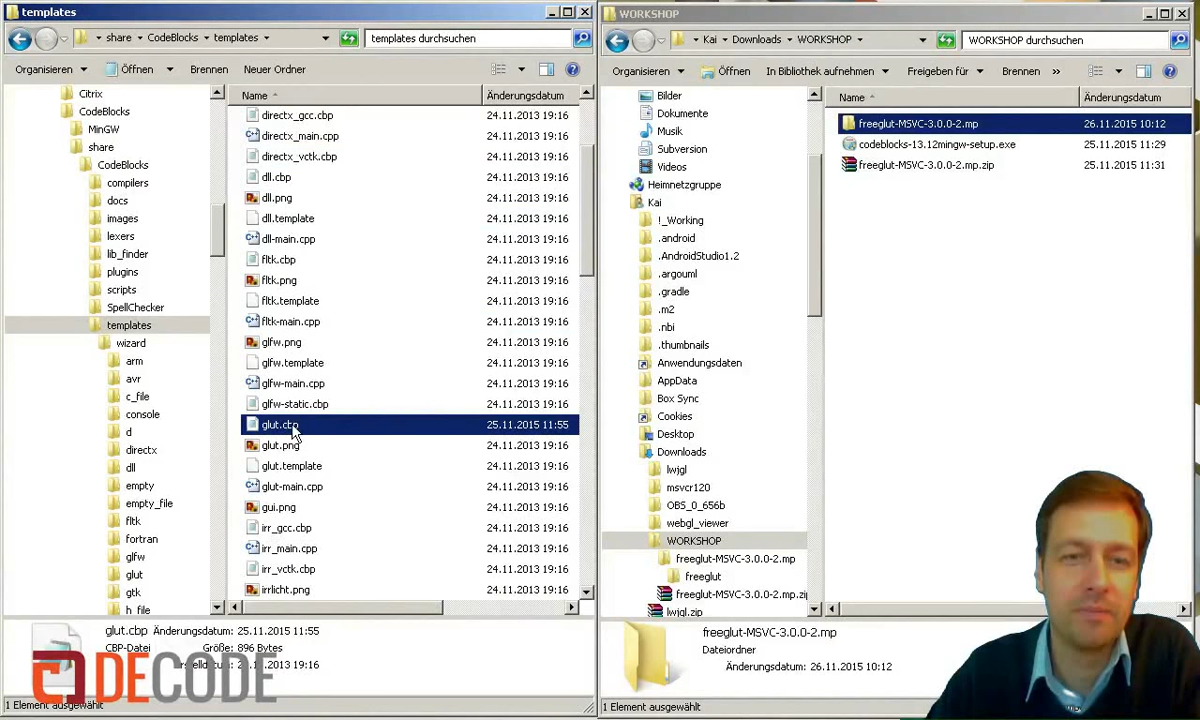 templates
share
CodeBlocks
templates
templates durchsuchen
Organisieren
Öffnen
Brennen
Neuer Ordner
Citrix
CodeBlocks
MinGW
share
CodeBlocks
compilers
docs
images
lexers
lib_finder
plugins
scripts
SpellChecker
templates
wizard
arm
avr
c_file
console
d
directx
dll
empty
empty_file
fltk
fortran
glfw
glut
gtk
h_file
Name Änderungsdatum
directx_gcc.cbp 24.11.2013 19:16
directx_main.cpp 24.11.2013 19:16
directx_vctk.cbp 24.11.2013 19:16
dll.cbp 24.11.2013 19:16
dll.png 24.11.2013 19:16
dll.template 24.11.2013 19:16
dll-main.cpp 24.11.2013 19:16
fltk.cbp 24.11.2013 19:16
fltk.png 24.11.2013 19:16
fltk.template 24.11.2013 19:16
fltk-main.cpp 24.11.2013 19:16
glfw.png 24.11.2013 19:16
glfw.template 24.11.2013 19:16
glfw-main.cpp 24.11.2013 19:16
glfw-static.cbp 24.11.2013 19:16
glut.cbp 25.11.2015 11:55
glut.png 24.11.2013 19:16
glut.template 24.11.2013 19:16
glut-main.cpp 24.11.2013 19:16
gui.png 24.11.2013 19:16
irr_gcc.cbp 24.11.2013 19:16
irr_main.cpp 24.11.2013 19:16
irr_vctk.cbp 24.11.2013 19:16
irrlicht.png 24.11.2013 19:16
glut.cbp Änderungsdatum: 25.11.2015 11:55
CBP-Datei Größe: 896 Bytes
24.11.2013 19:16
DECODE
1 Element ausgewählt
WORKSHOP
Kai
Downloads
WORKSHOP
WORKSHOP durchsuchen
Organisieren
Öffnen
In Bibliothek aufnehmen
Freigeben für
Brennen
»
Bilder
Dokumente
Musik
Subversion
Videos
Heimnetzgruppe
Kai
!_Working
.android
.AndroidStudio1.2
.argouml
.gradle
.m2
.nbi
.thumbnails
Anwendungsdaten
AppData
Box Sync
Cookies
Desktop
Downloads
lwjgl
msvcr120
OBS_0_656b
webgl_viewer
WORKSHOP
freeglut-MSVC-3.0.0-2.mp
freeglut
freeglut-MSVC-3.0.0-2.mp.zip
lwjgl.zip
Name Änderungsdatum
freeglut-MSVC-3.0.0-2.mp 26.11.2015 10:12
codeblocks-13.12mingw-setup.exe 25.11.2015 11:29
freeglut-MSVC-3.0.0-2.mp.zip 25.11.2015 11:31
freeglut-MSVC-3.0.0-2.mp
Dateiordner
Änderungsdatum: 26.11.2015 10:12
1 Element ausgewählt